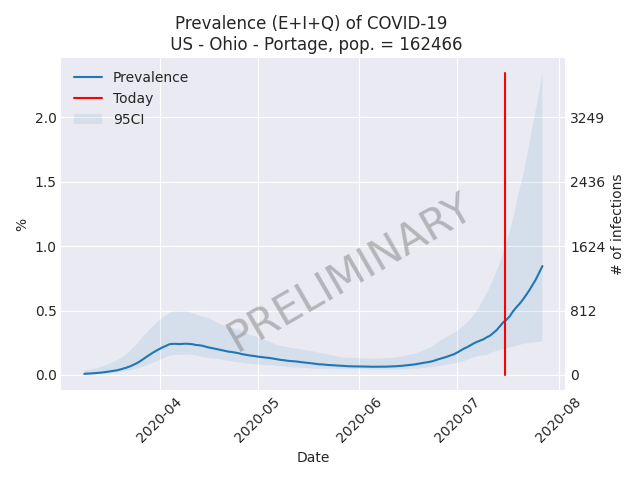 Prevalence (E+I+Q) of COVID-19
US - Ohio - Portage, pop. = 162466
Prevalence
Today
95CI
PRELIMINARY
%
2.0
1.5
1.0
0.5
0.0
3249
2436
1624
812
0
# of infections
2020-04
2020-05
2020-06
2020-07
2020-08
Date